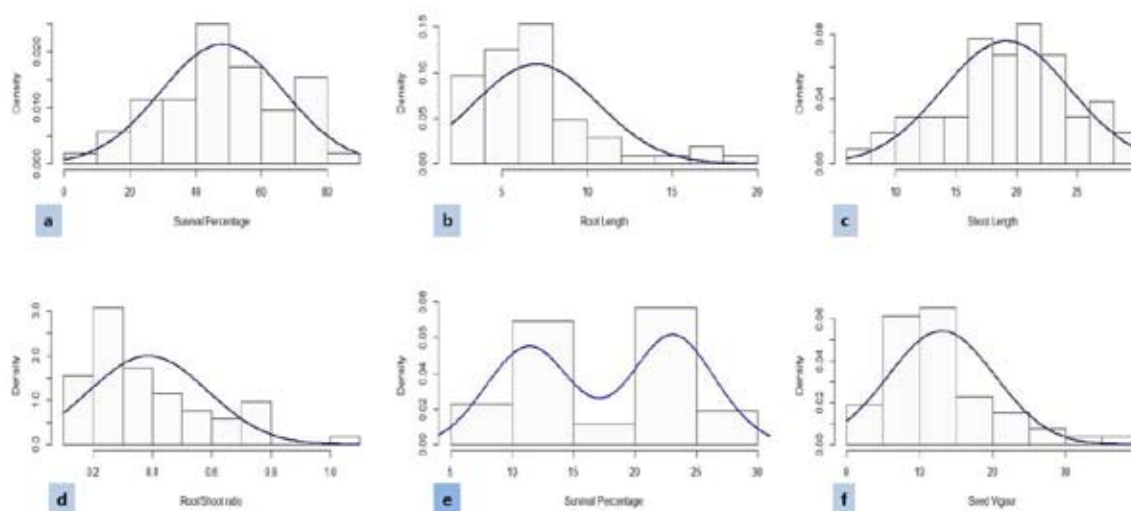 Density
0.000 0.010 0.020
0 20 40 60 80
Survival Percentage
a
Density
0.00 0.05 0.10 0.15
5 10 15 20
Root Length
b
Density
0.00 0.04 0.08
10 15 20 25
Shoot Length
c
Density
0.0 1.0 2.0 3.0
0.2 0.4 0.6 0.8 1.0
Root/Shoot ratio
d
Density
0.00 0.02 0.04 0.06
5 10 15 20 25 30
Survival Percentage
e
Density
0.00 0.02 0.04 0.06
0 10 20 30
Seed Vigour
f